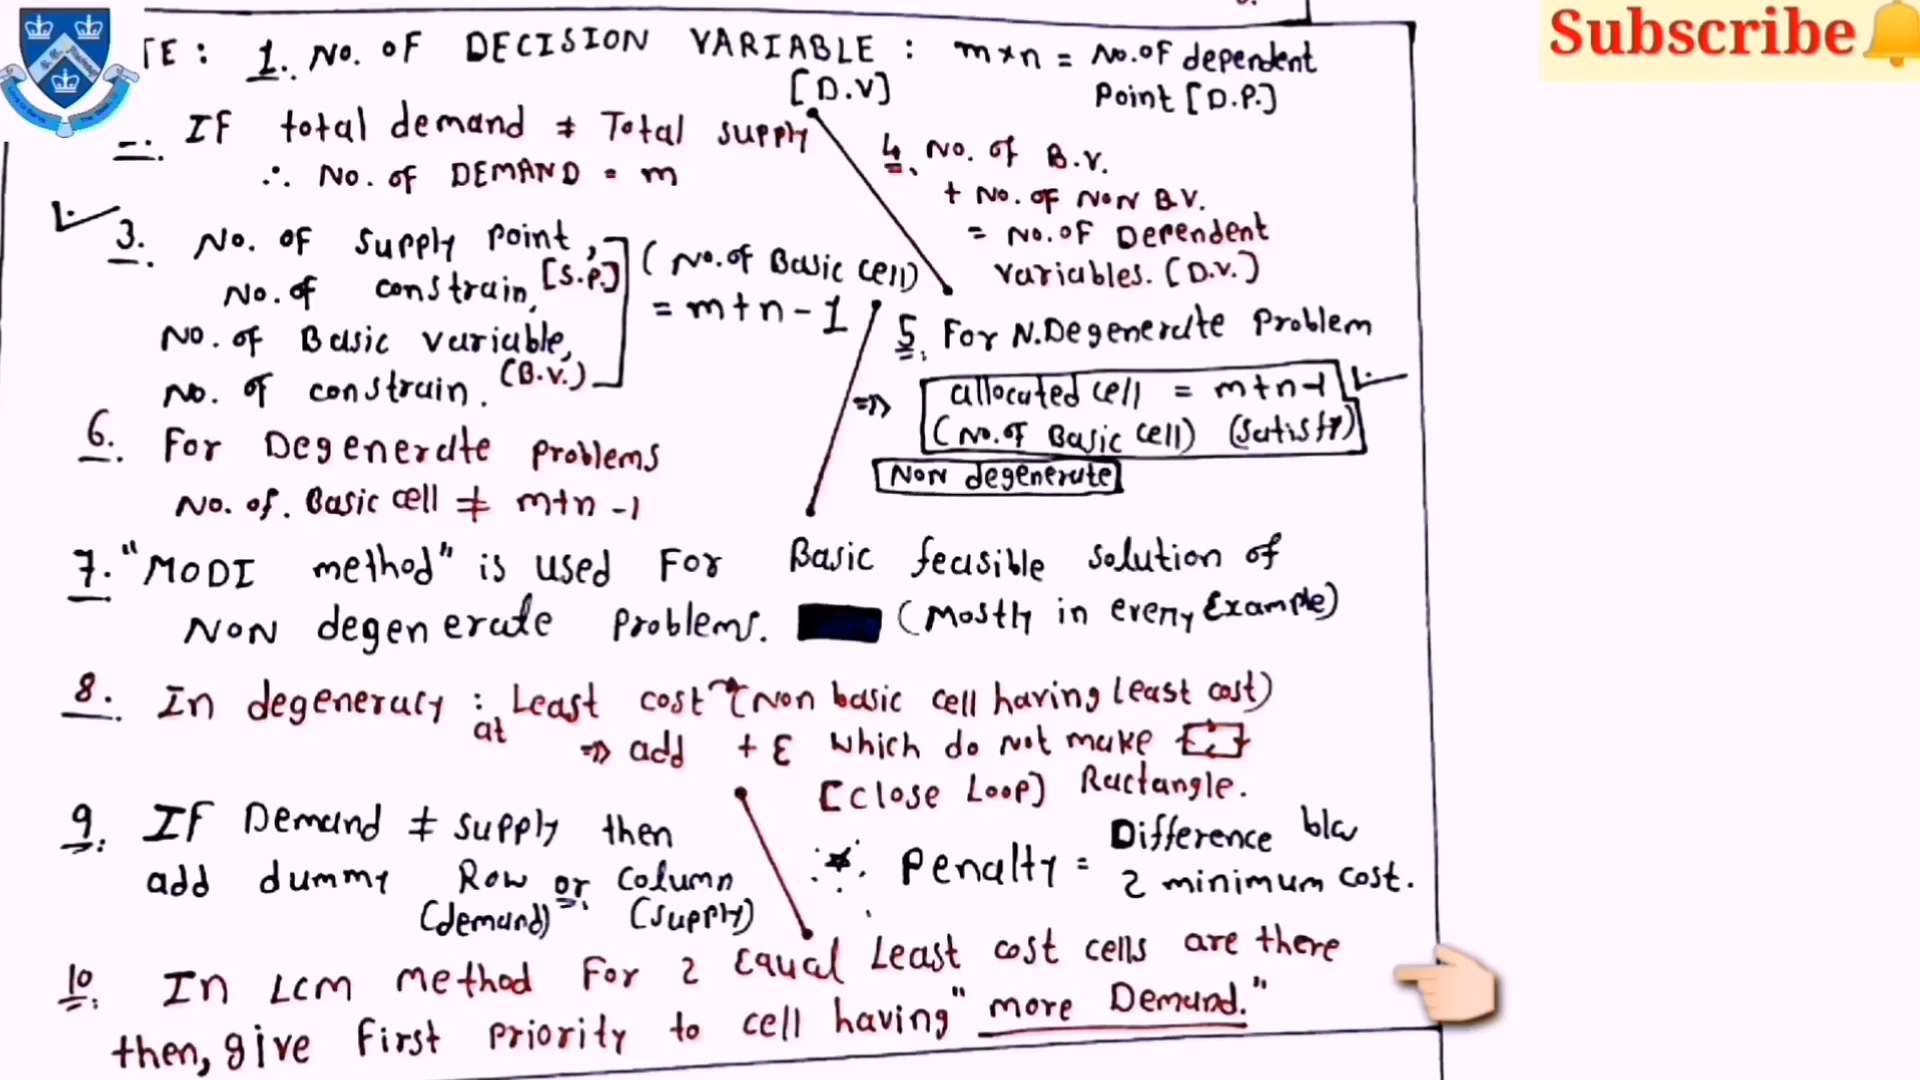 Subscribe
TE : 1. No. OF DECISION VARIABLE : m×n = No. of dependent
[D.V] Point [D.P.]
IF total demand ≠ Total supply
∴ No. of DEMAND = m
3. No. OF supply point,
[S.P.]
No. of constrain,
No. of Basic variable,
(B.V.)
No. of constrain.
(No. of Basic cell)
= m+n-1
4. No. of B.V.
+ No. of Non B.V.
= No. of Dependent
variables. [D.V.]
5. For N.Degenerate Problem
⇒ allocated cell = m+n-1
(No. of Basic cell) (satisfy)
Non degenerate
6. For Degenerate problems
No. of. Basic cell ≠ m+n-1
7. "MODI method" is used For Basic feasible solution of
NON degenerate problems. (Mostly in every Example)
8. In degeneracy : at Least cost (Non basic cell having least cost)
⇒ add + ε which do not make
[close Loop] Ractangle.
9. IF Demand ≠ supply then
add dummy Row or column
(demand) (supply)
Penalty = Difference b/w
2 minimum cost.
10. In LCM method For 2 Equal Least cost cells are there
then, give First priority to cell having "more Demand."